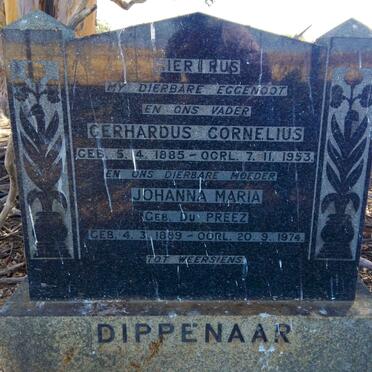 HIER RUS
MY DIERBARE EGGENOOT
EN ONS VADER
GERHARDUS CORNELIUS
GEB. 5. 4. 1885 - OORL. 7. 11. 1953.
EN ONS DIERBARE MOEDER
JOHANNA MARIA
GEB. DU PREEZ
GEB. 4. 3. 1899 - OORL. 20. 9. 1974.
TOT WEERSIENS
DIPPENAAR